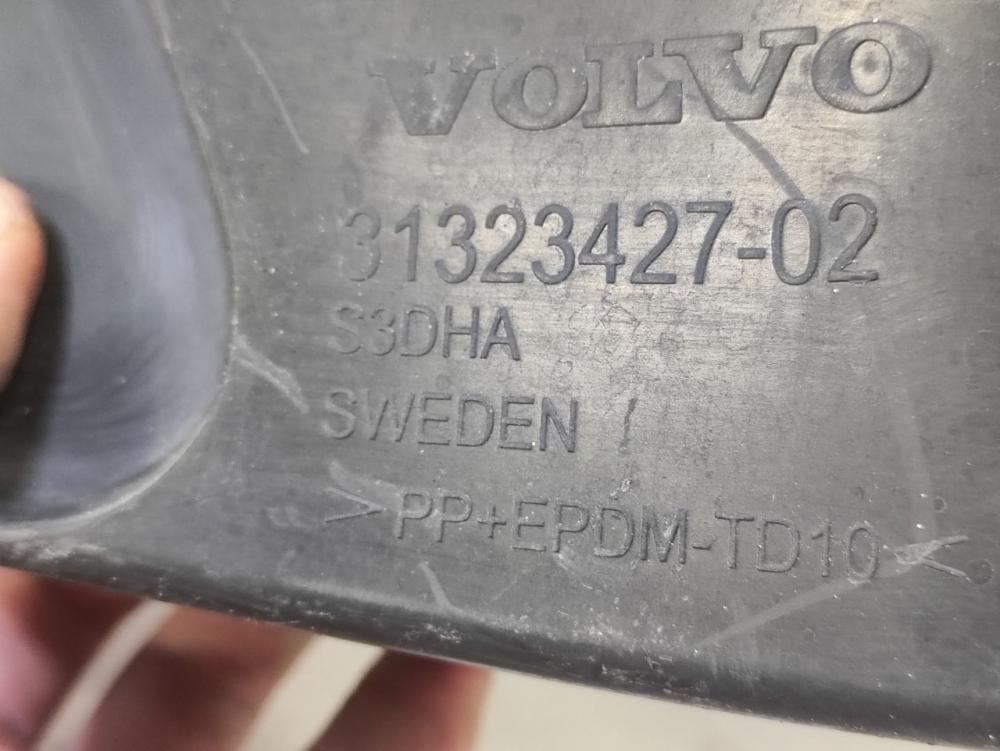 VOLVO
31323427-02
S3DHA
SWEDEN
>PP+EPDM-TD10<